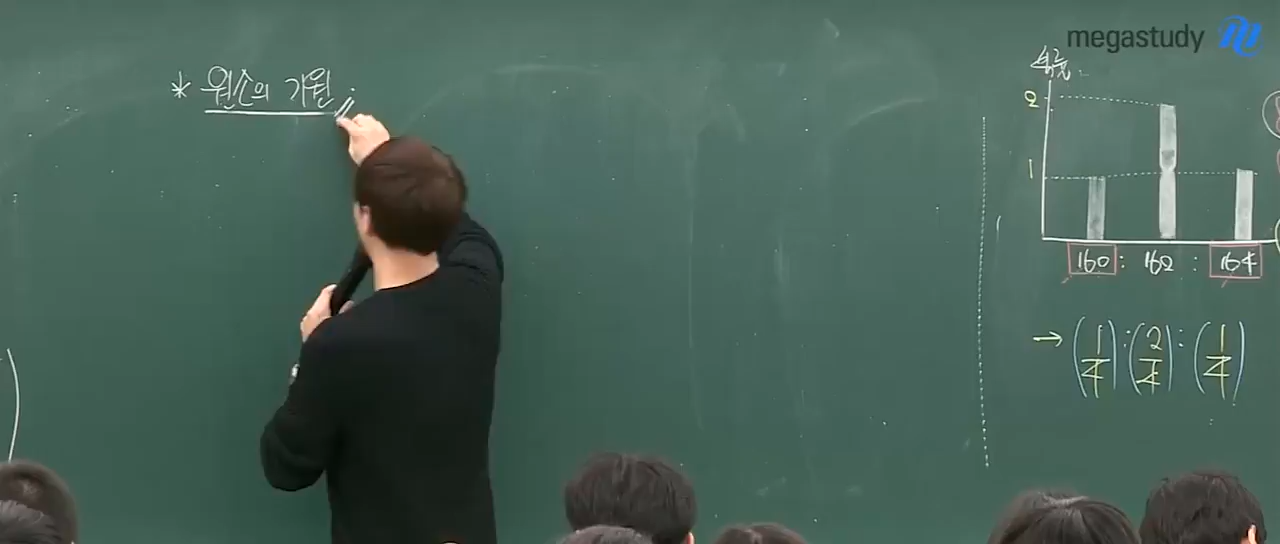 megastudy
* 원소의 기원
2
1
160 : 162 : 164
→ (1/4) : (2/4) : (1/4)